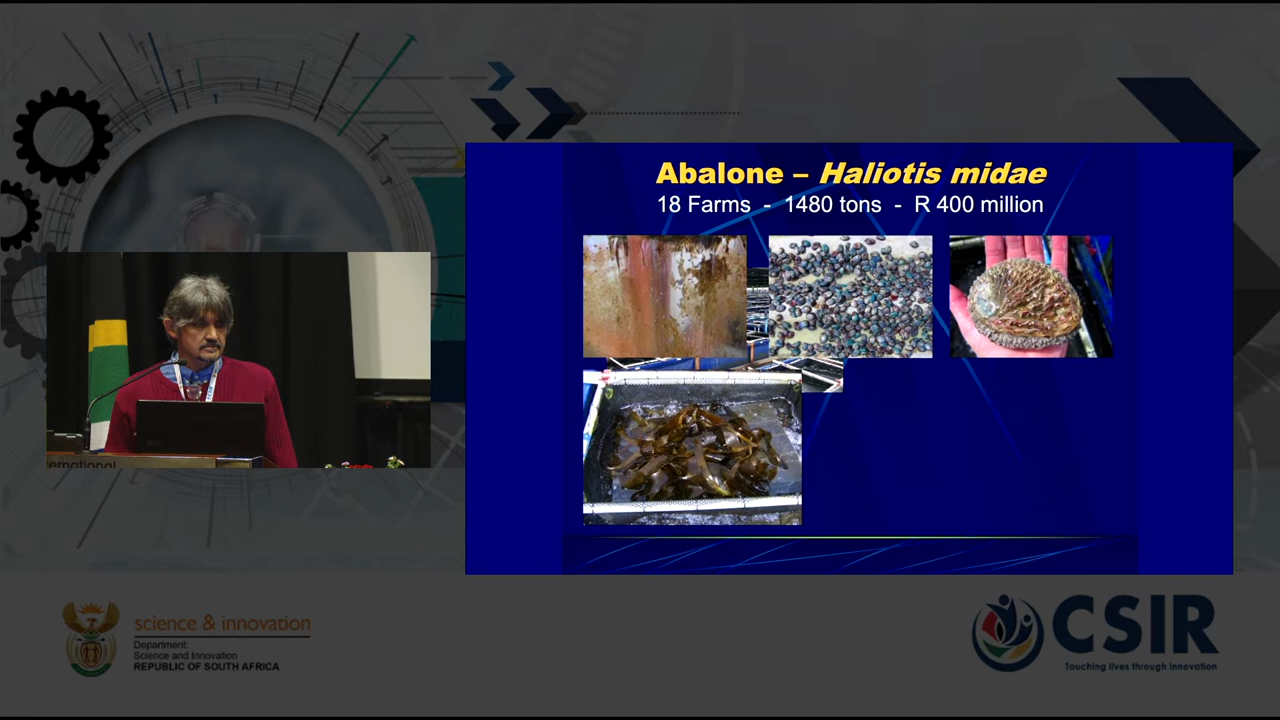 Abalone – Haliotis midae
18 Farms - 1480 tons - R 400 million
ernational
science & innovation
Department:
Science and Innovation
REPUBLIC OF SOUTH AFRICA
CSIR
Touching lives through innovation